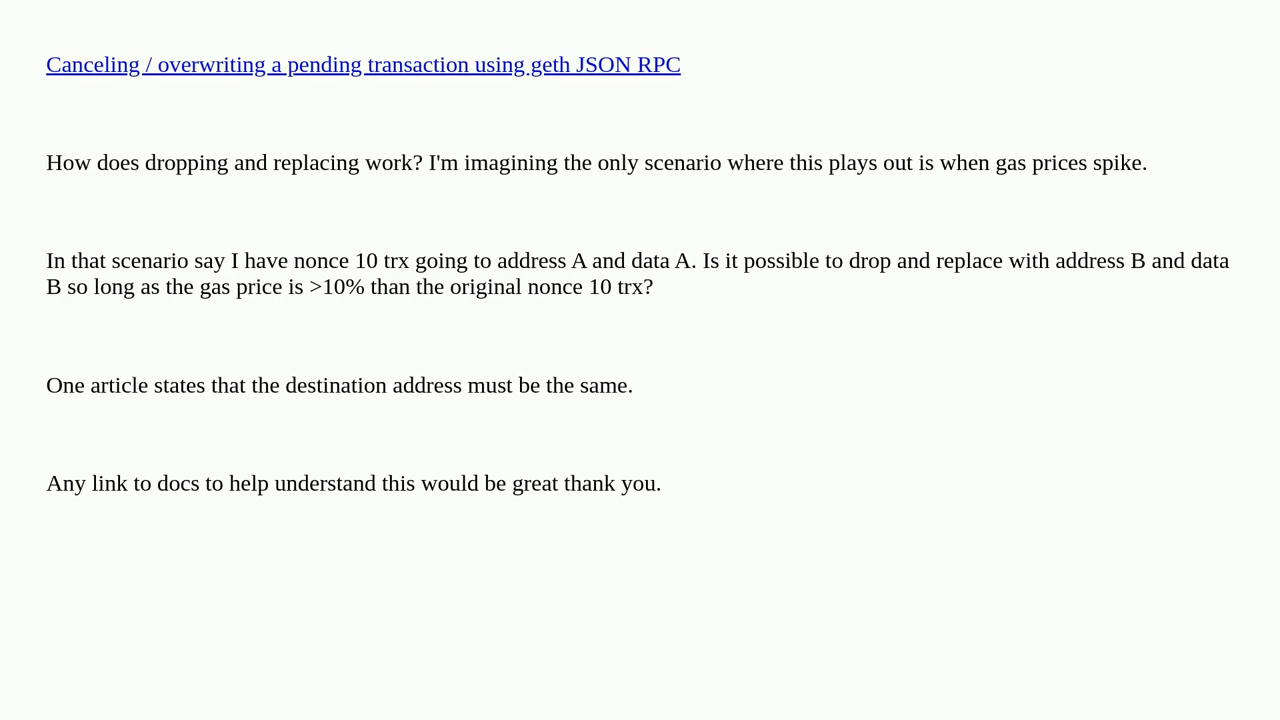 Canceling / overwriting a pending transaction using geth JSON RPC
How does dropping and replacing work? I'm imagining the only scenario where this plays out is when gas prices spike.
In that scenario say I have nonce 10 trx going to address A and data A. Is it possible to drop and replace with address B and data
B so long as the gas price is >10% than the original nonce 10 trx?
One article states that the destination address must be the same.
Any link to docs to help understand this would be great thank you.